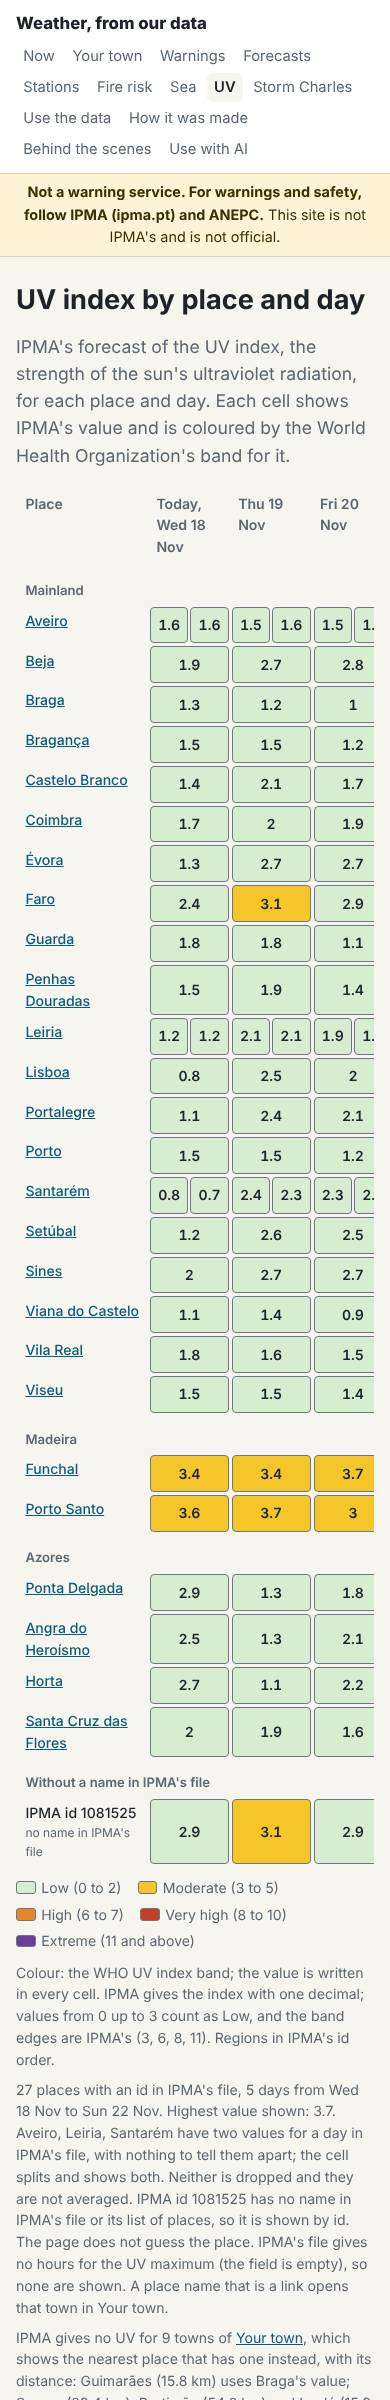 Weather, from our data
Now Your town Warnings Forecasts
Stations Fire risk Sea UV Storm Charles
Use the data How it was made
Behind the scenes Use with AI
Not a warning service. For warnings and safety,
follow IPMA (ipma.pt) and ANEPC. This site is not
IPMA's and is not official.
UV index by place and day
IPMA's forecast of the UV index, the
strength of the sun's ultraviolet radiation,
for each place and day. Each cell shows
IPMA's value and is coloured by the World
Health Organization's band for it.
Place Today, Thu 19 Fri 20
Wed 18 Nov Nov
Nov
Mainland
Aveiro 1.6 1.6 1.5 1.6 1.5
Beja 1.9 2.7 2.8
Braga 1.3 1.2 1
Bragança 1.5 1.5 1.2
Castelo Branco 1.4 2.1 1.7
Coimbra 1.7 2 1.9
Évora 1.3 2.7 2.7
Faro 2.4 3.1 2.9
Guarda 1.8 1.8 1.1
Penhas
Douradas 1.5 1.9 1.4
Leiria 1.2 1.2 2.1 2.1 1.9
Lisboa 0.8 2.5 2
Portalegre 1.1 2.4 2.1
Porto 1.5 1.5 1.2
Santarém 0.8 0.7 2.4 2.3 2.3
Setúbal 1.2 2.6 2.5
Sines 2 2.7 2.7
Viana do Castelo 1.1 1.4 0.9
Vila Real 1.8 1.6 1.5
Viseu 1.5 1.5 1.4
Madeira
Funchal 3.4 3.4 3.7
Porto Santo 3.6 3.7 3
Azores
Ponta Delgada 2.9 1.3 1.8
Angra do
Heroísmo 2.5 1.3 2.1
Horta 2.7 1.1 2.2
Santa Cruz das
Flores 2 1.9 1.6
Without a name in IPMA's file
IPMA id 1081525 2.9 3.1 2.9
no name in IPMA's
file
Low (0 to 2) Moderate (3 to 5)
High (6 to 7) Very high (8 to 10)
Extreme (11 and above)
Colour: the WHO UV index band; the value is written
in every cell. IPMA gives the index with one decimal;
values from 0 up to 3 count as Low, and the band
edges are IPMA's (3, 6, 8, 11). Regions in IPMA's id
order.
27 places with an id in IPMA's file, 5 days from Wed
18 Nov to Sun 22 Nov. Highest value shown: 3.7.
Aveiro, Leiria, Santarém have two values for a day in
IPMA's file, with nothing to tell them apart; the cell
splits and shows both. Neither is dropped and they
are not averaged. IPMA id 1081525 has no name in
IPMA's file or its list of places, so it is shown by id.
The page does not guess the place. IPMA's file gives
no hours for the UV maximum (the field is empty), so
none are shown. A place name that is a link opens
that town in Your town.
IPMA gives no UV for 9 towns of Your town, which
shows the nearest place that has one instead, with its
distance: Guimarães (15.8 km) uses Braga's value;